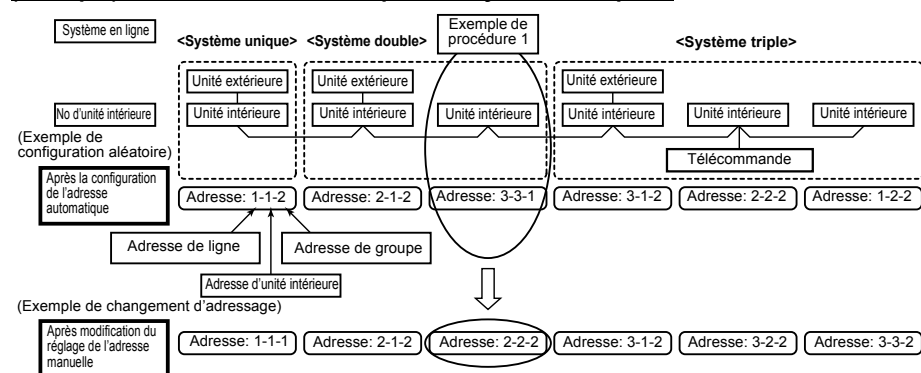 Système en ligne
<Système unique>
<Système double>
Exemple de
procédure 1
<Système triple>
Unité extérieure
Unité extérieure
Unité extérieure
No d'unité intérieure
Unité intérieure
Unité intérieure
Unité intérieure
Unité intérieure
Unité intérieure
Unité intérieure
(Exemple de
configuration aléatoire)
Télécommande
Après la configuration
de l'adresse
automatique
Adresse: 1-1-2
Adresse: 2-1-2
Adresse: 3-3-1
Adresse: 3-1-2
Adresse: 2-2-2
Adresse: 1-2-2
Adresse de ligne
Adresse de groupe
Adresse d'unité intérieure
(Exemple de changement d'adressage)
Après modification du
réglage de l'adresse
manuelle
Adresse: 1-1-1
Adresse: 2-1-2
Adresse: 2-2-2
Adresse: 3-1-2
Adresse: 3-2-2
Adresse: 3-3-2